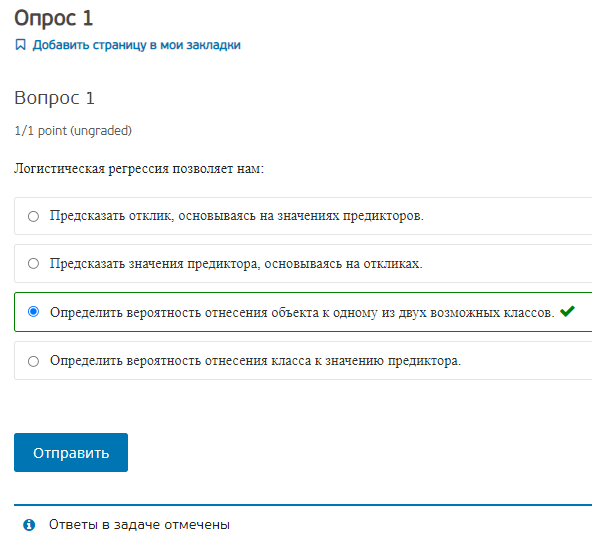 Опрос 1
Добавить страницу в мои закладки
Вопрос 1
1/1 point (ungraded)
Логистическая регрессия позволяет нам:
Предсказать отклик, основываясь на значениях предикторов.
Предсказать значения предиктора, основываясь на откликах.
Определить вероятность отнесения объекта к одному из двух возможных классов.
Определить вероятность отнесения класса к значению предиктора.
Отправить
Ответы в задаче отмечены